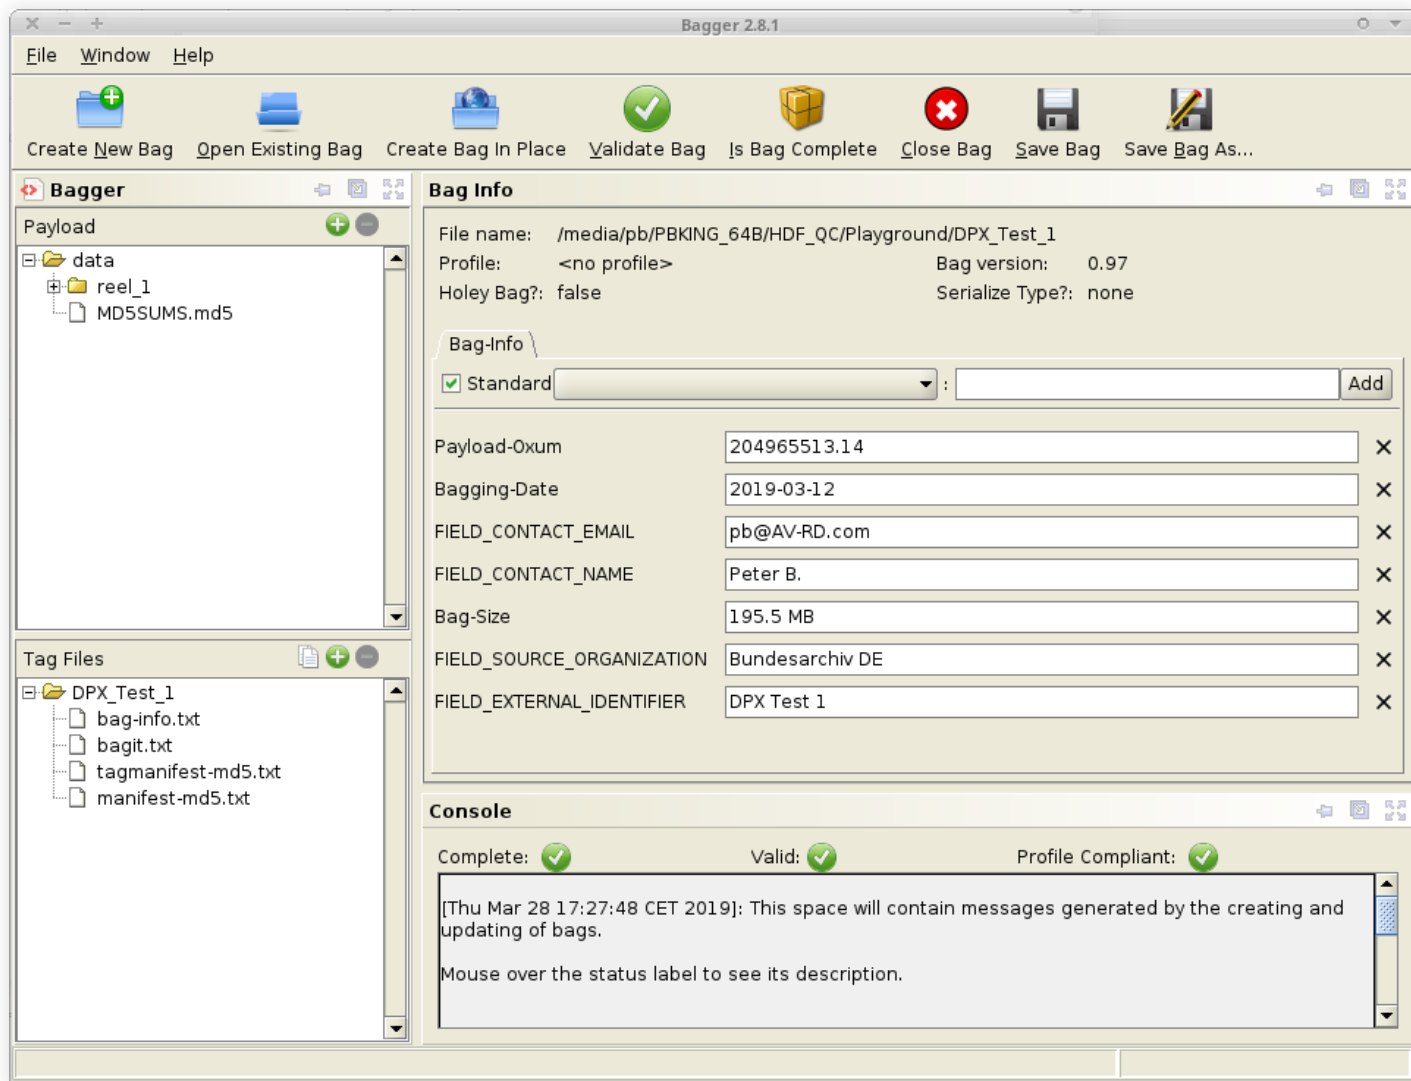 Bagger 2.8.1
File Window Help
Create New Bag Open Existing Bag Create Bag In Place Validate Bag Is Bag Complete Close Bag Save Bag Save Bag As...
Bagger
Payload
data
reel_1
MD5SUMS.md5
Tag Files
DPX_Test_1
bag-info.txt
bagit.txt
tagmanifest-md5.txt
manifest-md5.txt
Bag Info
File name: /media/pb/PBKING_64B/HDF_QC/Playground/DPX_Test_1
Profile: <no profile> Bag version: 0.97
Holey Bag?: false Serialize Type?: none
Bag-Info
Standard : Add
Payload-Oxum 204965513.14
Bagging-Date 2019-03-12
FIELD_CONTACT_EMAIL pb@AV-RD.com
FIELD_CONTACT_NAME Peter B.
Bag-Size 195.5 MB
FIELD_SOURCE_ORGANIZATION Bundesarchiv DE
FIELD_EXTERNAL_IDENTIFIER DPX Test 1
Console
Complete: Valid: Profile Compliant:
[Thu Mar 28 17:27:48 CET 2019]: This space will contain messages generated by the creating and
updating of bags.
Mouse over the status label to see its description.